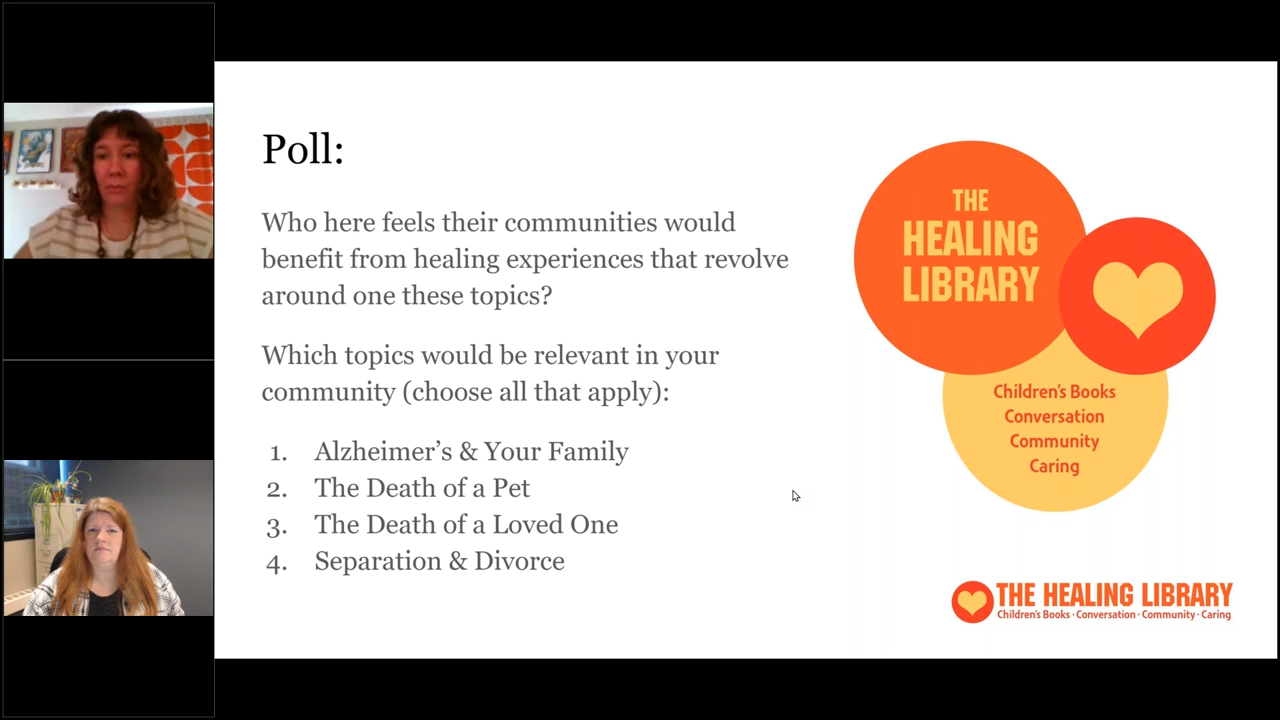 Poll:
Who here feels their communities would
benefit from healing experiences that revolve
around one these topics?
Which topics would be relevant in your
community (choose all that apply):
1. Alzheimer’s & Your Family
2. The Death of a Pet
3. The Death of a Loved One
4. Separation & Divorce
THE
HEALING
LIBRARY
Children's Books
Conversation
Community
Caring
THE HEALING LIBRARY
Children's Books · Conversation · Community · Caring